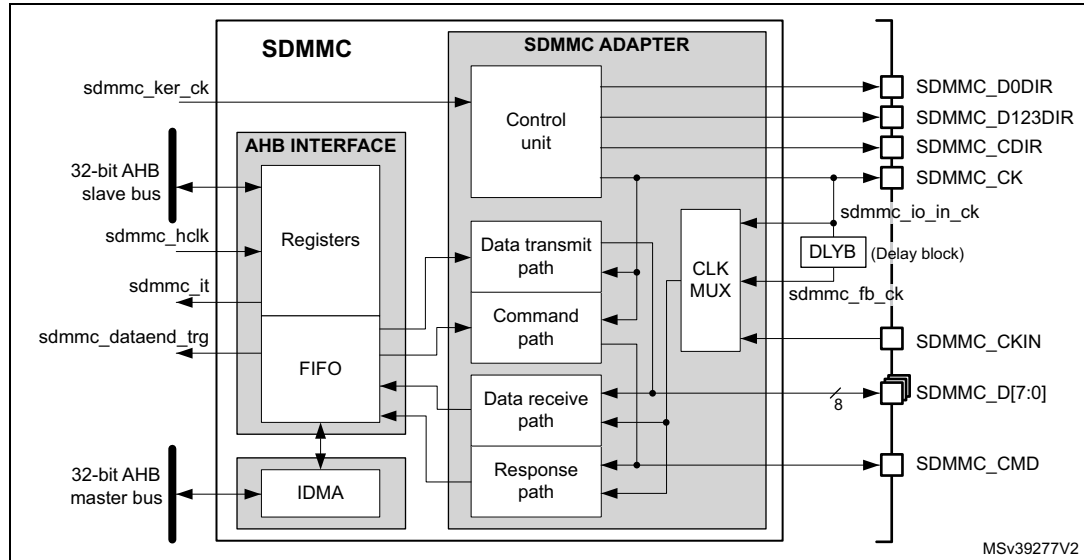 SDMMC
SDMMC ADAPTER
sdmmc_ker_ck
Control
unit
SDMMC_D0DIR
SDMMC_D123DIR
SDMMC_CDIR
SDMMC_CK
AHB INTERFACE
32-bit AHB
slave bus
Registers
sdmmc_hclk
sdmmc_it
sdmmc_dataend_trg
FIFO
Data transmit
path
Command
path
CLK
MUX
sdmmc_io_in_ck
DLYB
(Delay block)
sdmmc_fb_ck
SDMMC_CKIN
Data receive
path
8
SDMMC_D[7:0]
Response
path
SDMMC_CMD
32-bit AHB
master bus
IDMA
MSv39277V2